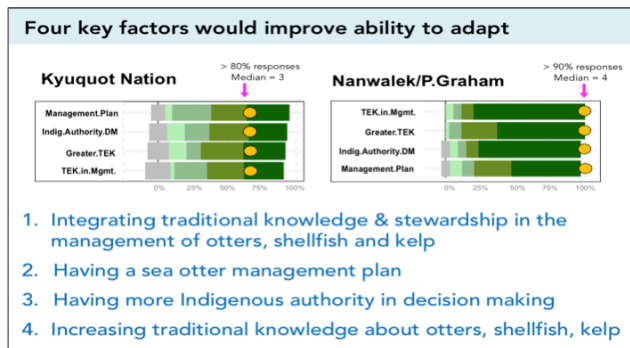 Four key factors would improve ability to adapt
> 80% responses
Median = 3
Kyuquot Nation
Management.Plan
Indig.Authority.DM
Greater.TEK
TEK.in.Mgmt.
0% 25% 50% 75% 100%
> 90% responses
Median = 4
Nanwalek/P.Graham
TEK.in.Mgmt.
Greater.TEK
Indig.Authority.DM
Management.Plan
0% 25% 50% 75% 100%
1. Integrating traditional knowledge & stewardship in the
management of otters, shellfish and kelp
2. Having a sea otter management plan
3. Having more Indigenous authority in decision making
4. Increasing traditional knowledge about otters, shellfish, kelp